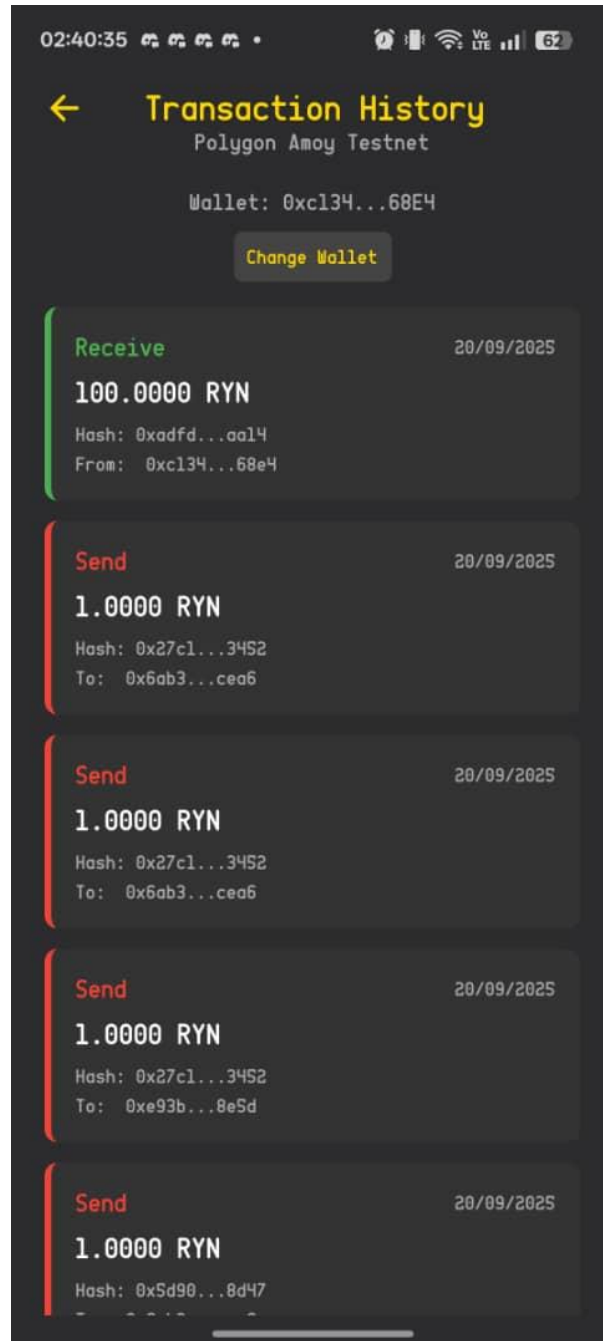 02:40:35
Vo
LTE
62
Transaction History
Polygon Amoy Testnet
Wallet: 0xc134...68E4
Change Wallet
Receive 20/09/2025
100.0000 RYN
Hash: 0xadfd...aa14
From: 0xc134...68e4
Send 20/09/2025
1.0000 RYN
Hash: 0x27c1...3452
To: 0x6ab3...cea6
Send 20/09/2025
1.0000 RYN
Hash: 0x27c1...3452
To: 0x6ab3...cea6
Send 20/09/2025
1.0000 RYN
Hash: 0x27c1...3452
To: 0xe93b...8e5d
Send 20/09/2025
1.0000 RYN
Hash: 0x5d90...8d47